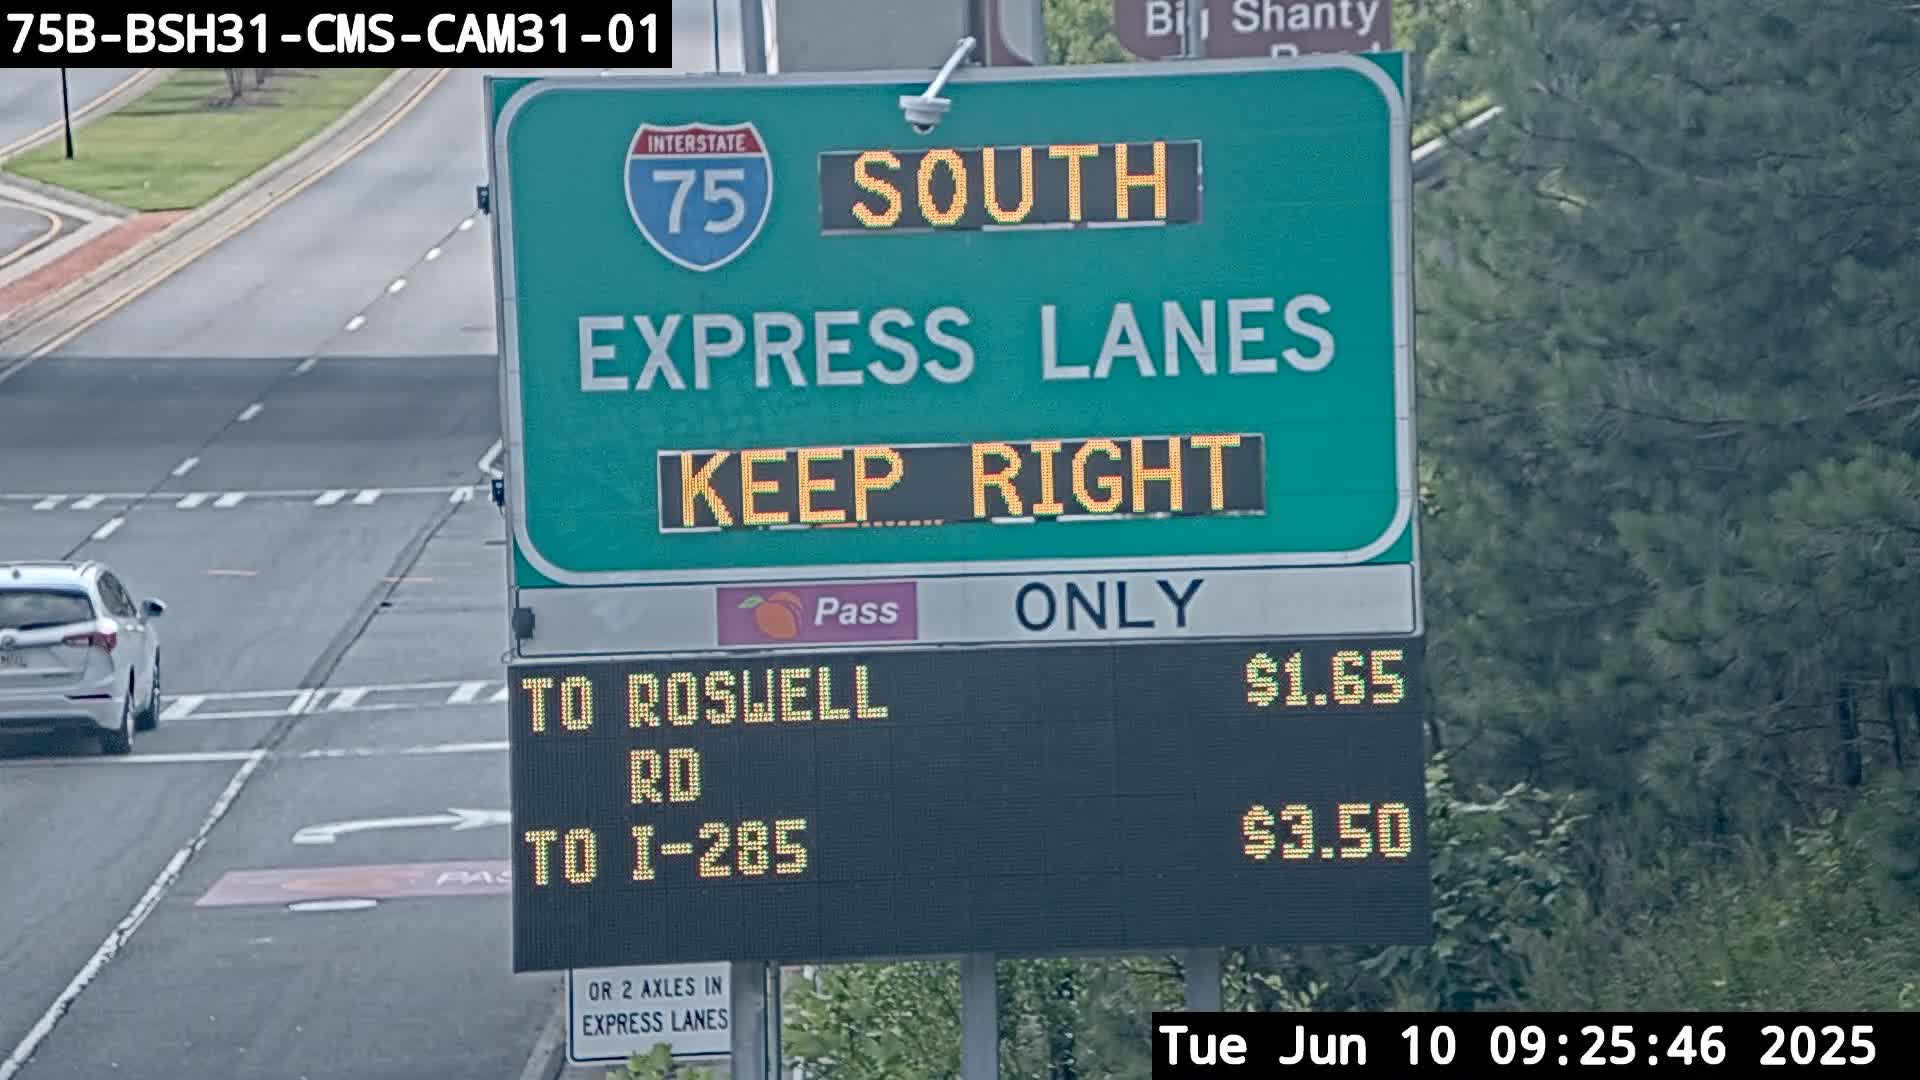 75B-BSH31-CMS-CAM31-01
Big Shanty
INTERSTATE
75
SOUTH
EXPRESS LANES
KEEP RIGHT
Pass ONLY
TO ROSWELL $1.65
RD
TO I-285 $3.50
OR 2 AXLES IN
EXPRESS LANES
Tue Jun 10 09:25:46 2025